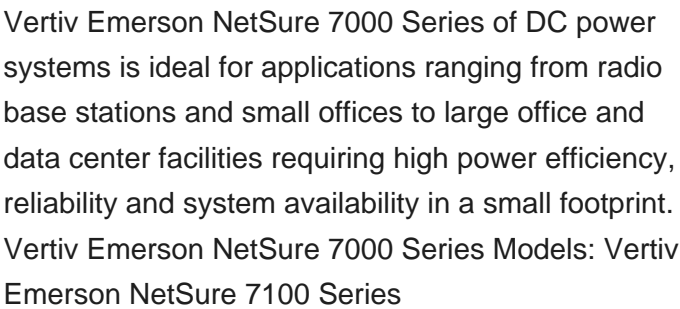 Vertiv Emerson NetSure 7000 Series of DC power
systems is ideal for applications ranging from radio
base stations and small offices to large office and
data center facilities requiring high power efficiency,
reliability and system availability in a small footprint.
Vertiv Emerson NetSure 7000 Series Models: Vertiv
Emerson NetSure 7100 Series